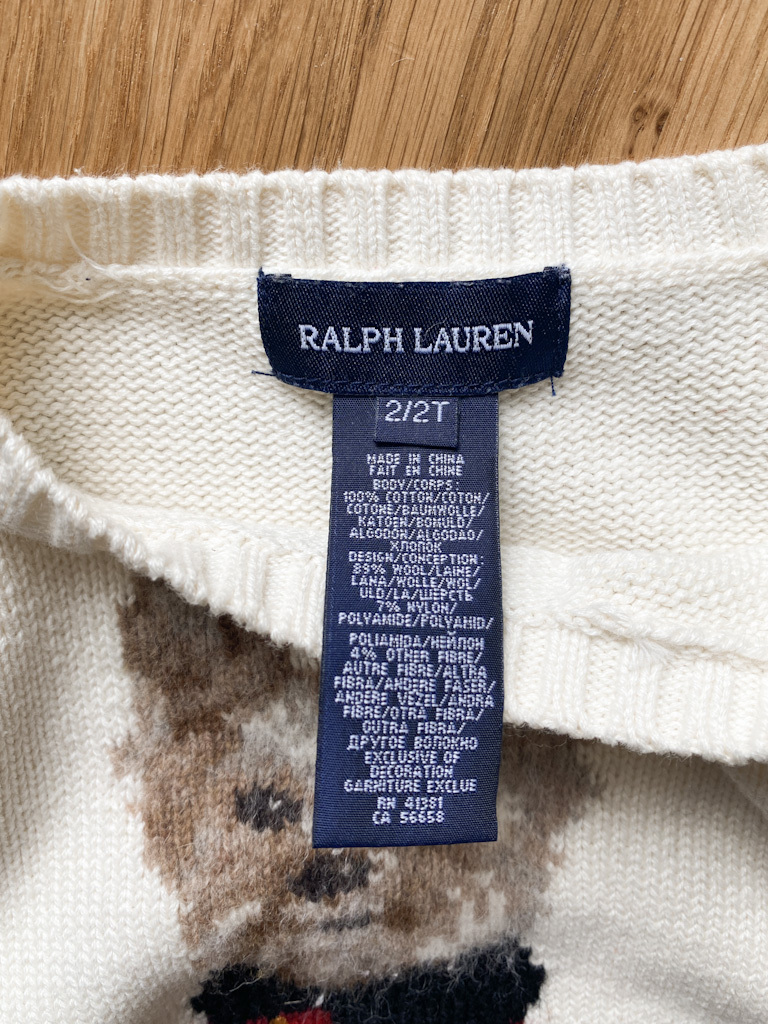 RALPH LAUREN
2/2T
MADE IN CHINA
FAIT EN CHINE
BODY/CORPS:
100% COTTON/COTON/
COTONE/BAUMWOLLE/
KATOEN/BOMULD/
ALGODÓN/ALGODAO/
ХЛОПОК
DESIGN/CONCEPTION:
89% WOOL/LAINE/
LANA/WOLLE/WOL/
ULD/LA/ШЕРСТЬ
7% NYLON/
POLYAMIDE/POLYAHID/
POLIAMIDA/НЕЙЛОН
4% OTHER FIBRE/
AUTRE FIBRE/ALTRA
FIBRA/ANDERE FASER/
ANDERE VEZEL/ANDRA
FIBRE/OTRA FIBRA/
OUTRA FIBRA/
ДРУГОЕ ВОЛОКНО
EXCLUSIVE OF
DECORATION
GARNITURE EXCLUE
RN 41381
CA 56658